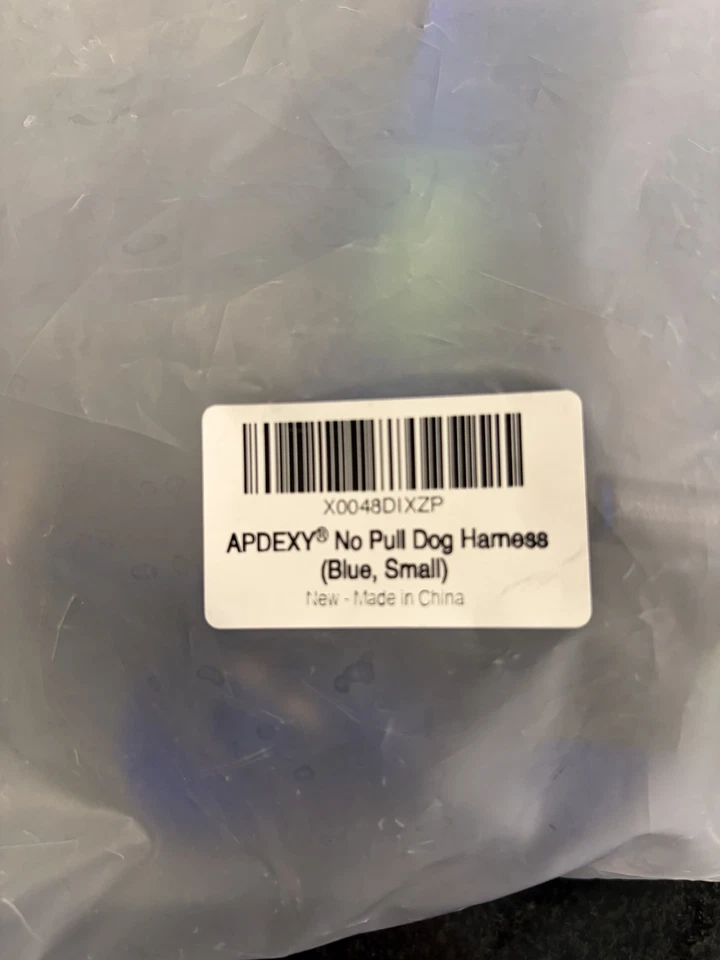 X0048DIXZP
APDEXY® No Pull Dog Harness
(Blue, Small)
New - Made in China